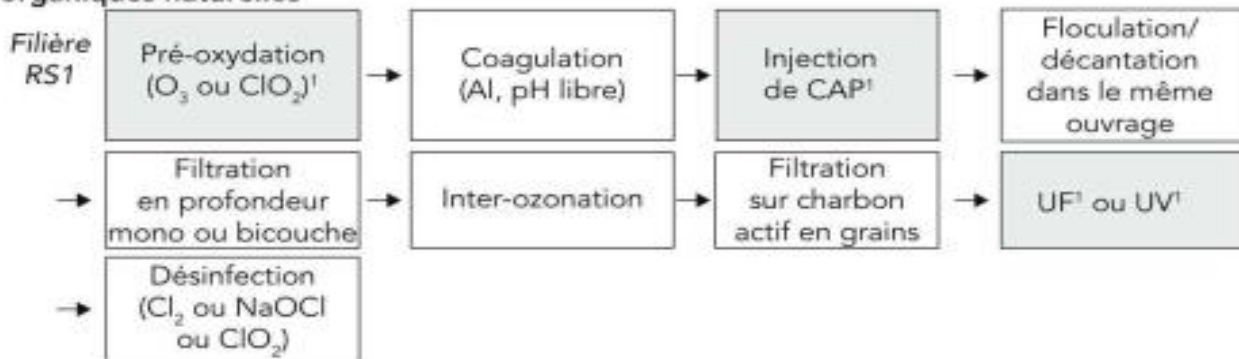 organiques naturelles
Filière
RS1
Pré-oxydation
(O₃ ou ClO₂)¹
Coagulation
(Al, pH libre)
Injection
de CAP¹
Floculation/
décantation
dans le même
ouvrage
Filtration
en profondeur
mono ou bicouche
Inter-ozonation
Filtration
sur charbon
actif en grains
UF¹ ou UV¹
Désinfection
(Cl₂ ou NaOCl
ou ClO₂)